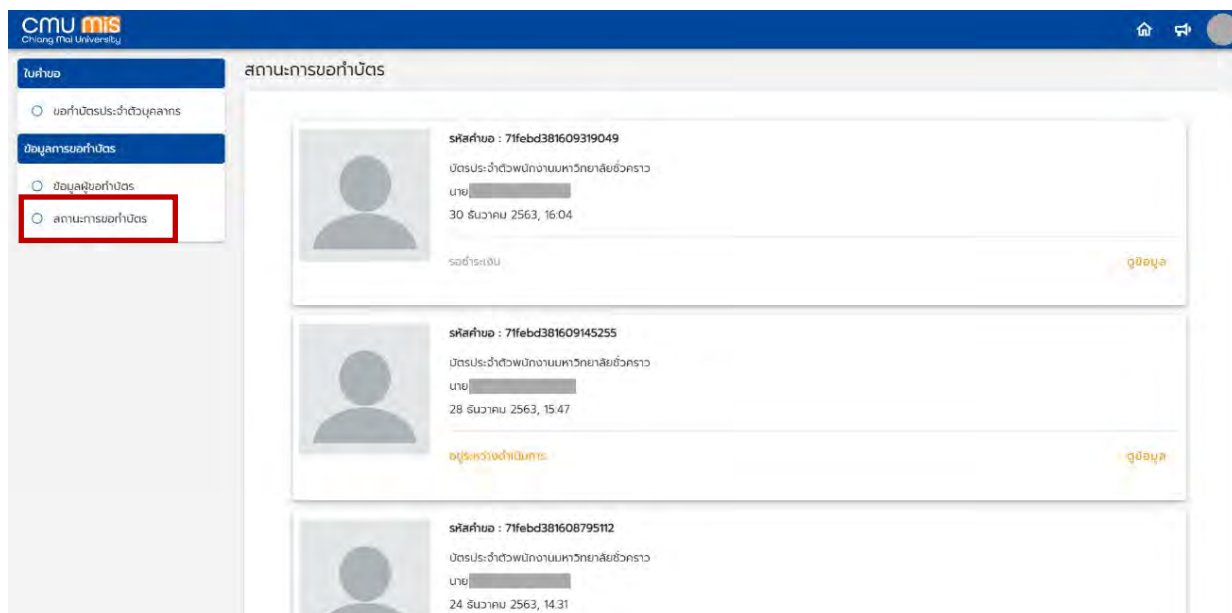 CMU mis
Chiang Mai University
ใบคำขอ
ขอทำบัตรประจำตัวบุคลากร
ข้อมูลการขอทำบัตร
ข้อมูลผู้ขอทำบัตร
สถานะการขอทำบัตร
สถานะการขอทำบัตร
รหัสคำขอ : 71febd381609319049
บัตรประจำตัวพนักงานมหาวิทยาลัยชั่วคราว
นาย
30 ธันวาคม 2563, 16:04
รอชำระเงิน
ดูข้อมูล
รหัสคำขอ : 71febd381609145255
บัตรประจำตัวพนักงานมหาวิทยาลัยชั่วคราว
นาย
28 ธันวาคม 2563, 15:47
อยู่ระหว่างดำเนินการ
ดูข้อมูล
รหัสคำขอ : 71febd381608795112
บัตรประจำตัวพนักงานมหาวิทยาลัยชั่วคราว
นาย
24 ธันวาคม 2563, 14:31